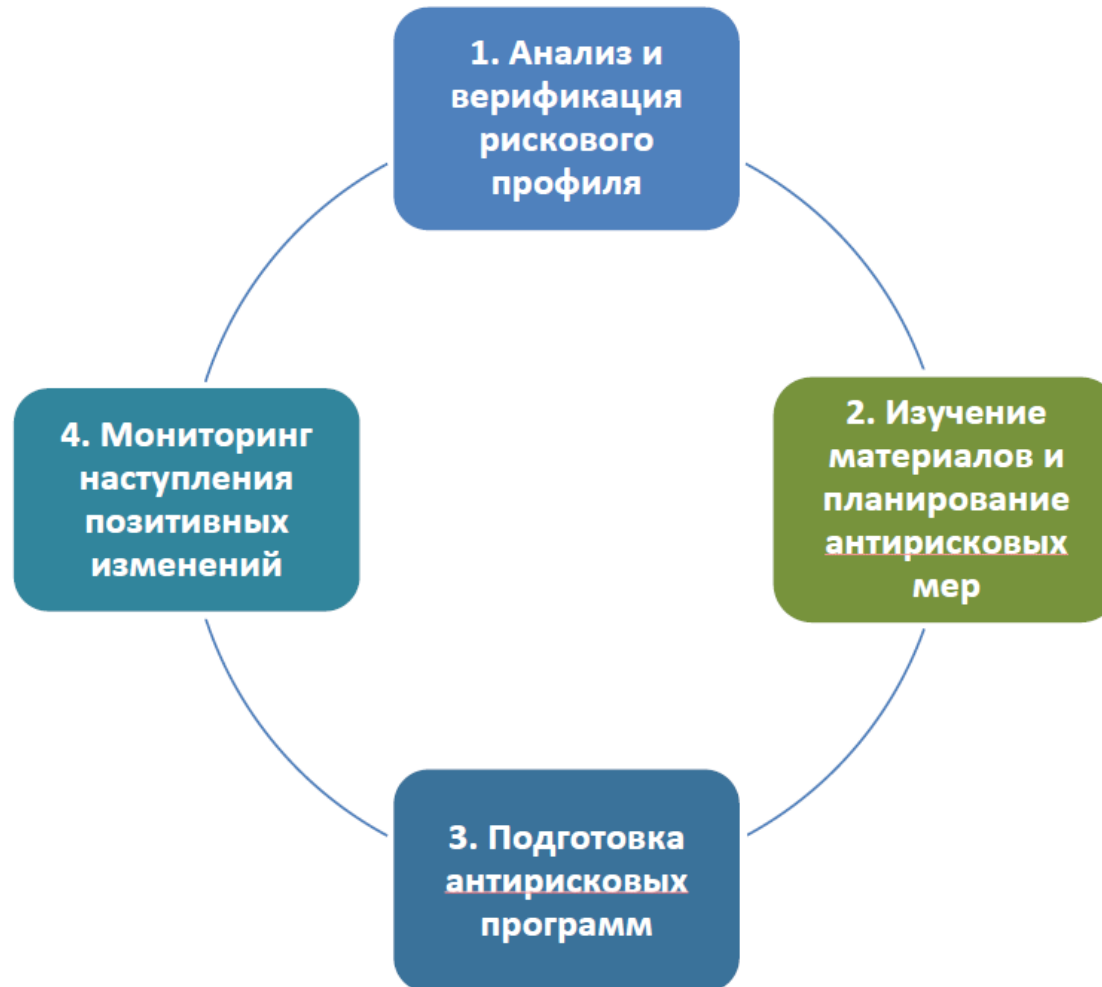 1. Анализ и
верификация
рискового
профиля
2. Изучение
материалов и
планирование
антирисковых
мер
3. Подготовка
антирисковых
программ
4. Мониторинг
наступления
позитивных
изменений